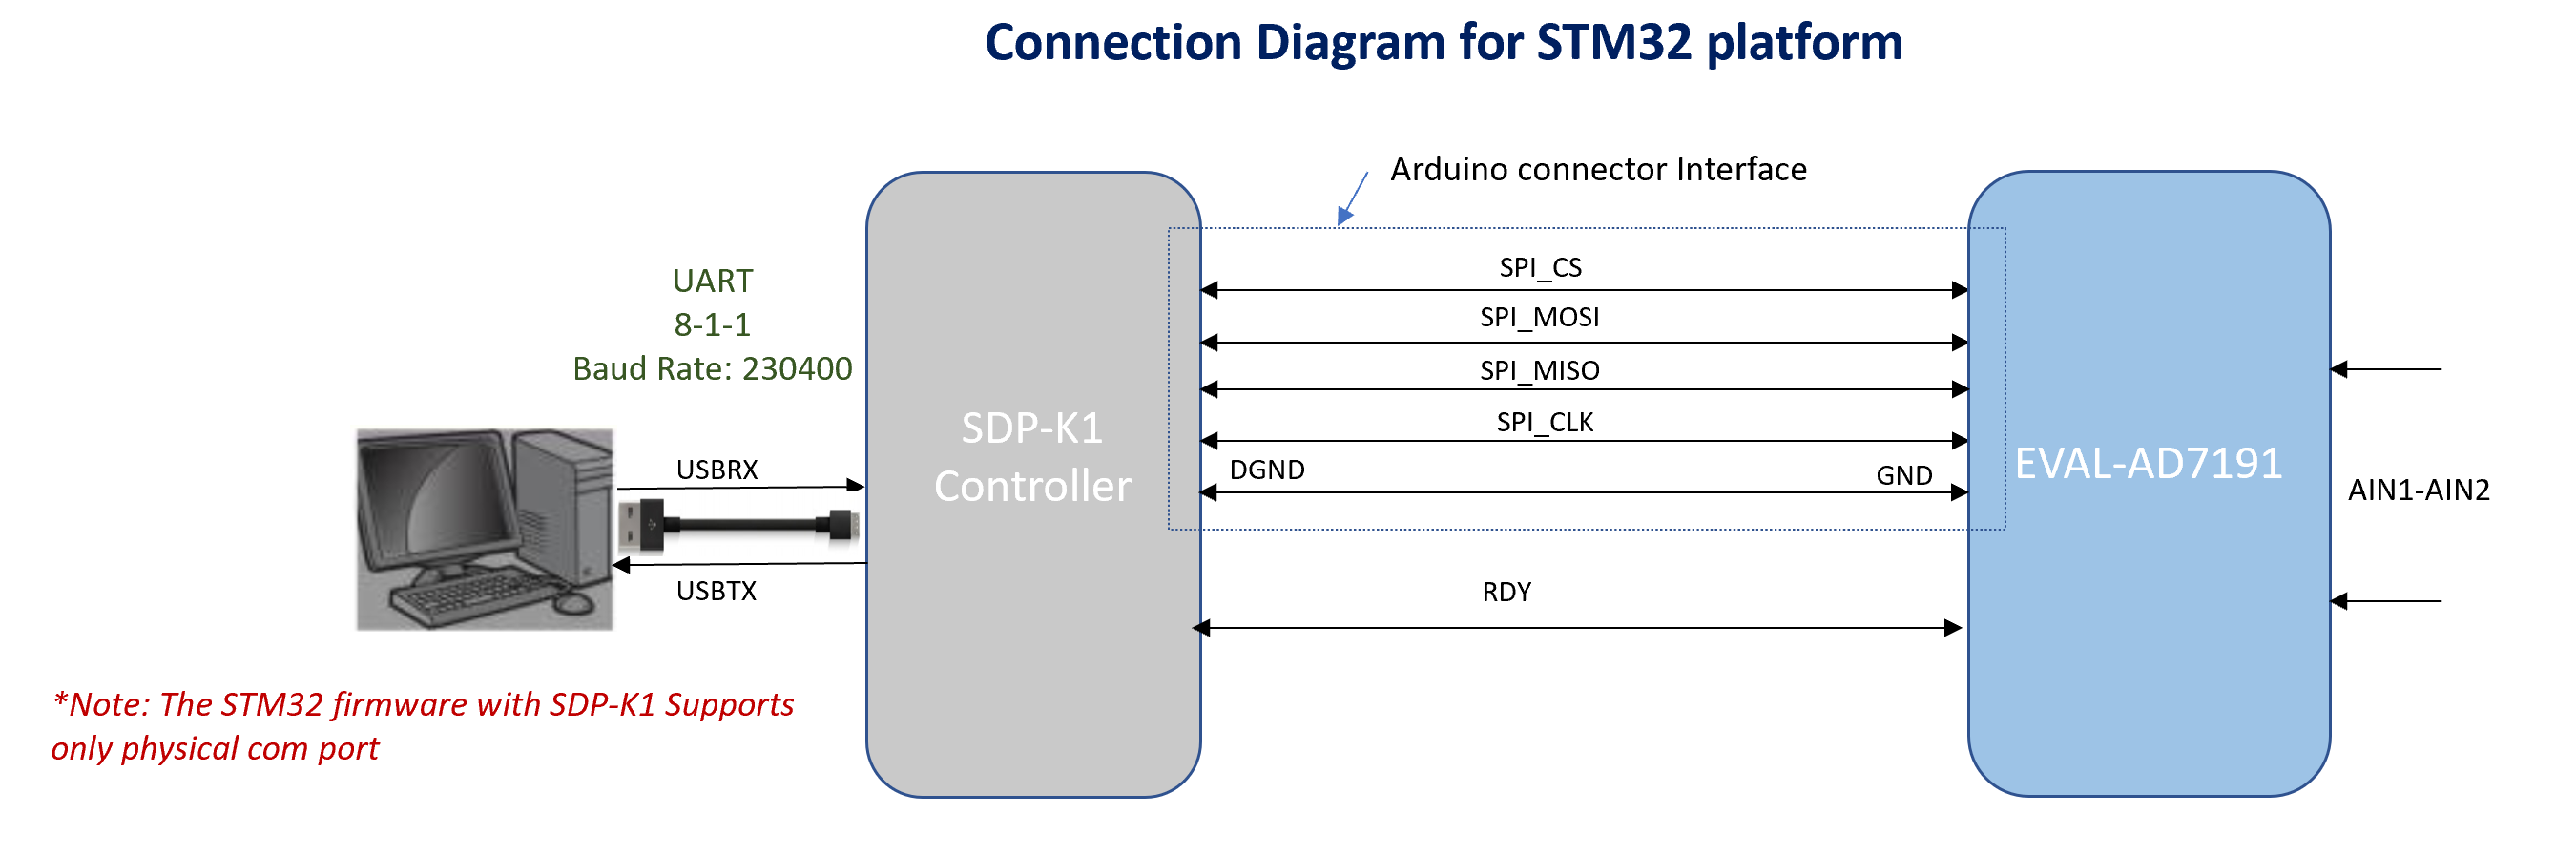 Connection Diagram for STM32 platform
Arduino connector Interface
UART
8-1-1
Baud Rate: 230400
USBRX
USBTX
SDP-K1
Controller
SPI_CS
SPI_MOSI
SPI_MISO
SPI_CLK
DGND
GND
RDY
EVAL-AD7191
AIN1-AIN2
*Note: The STM32 firmware with SDP-K1 Supports
only physical com port